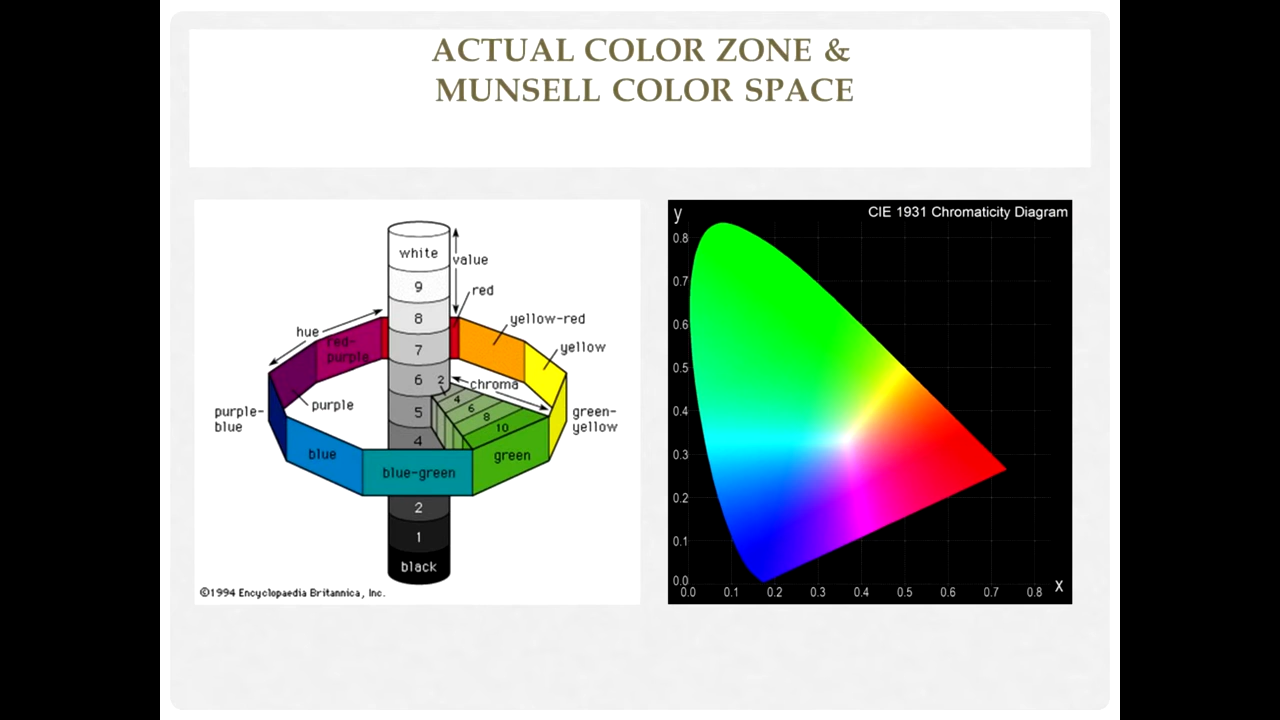 ACTUAL COLOR ZONE &
MUNSELL COLOR SPACE
white
value
9
red
8
yellow-red
hue
7
red-
purple
yellow
6
2
chroma
4
6
8
10
purple
5
purple-
blue
green-
yellow
4
blue
blue-green
green
2
1
black
©1994 Encyclopaedia Britannica, Inc.
y
CIE 1931 Chromaticity Diagram
0.8
0.7
0.6
0.5
0.4
0.3
0.2
0.1
0.0
0.0 0.1 0.2 0.3 0.4 0.5 0.6 0.7 0.8 X